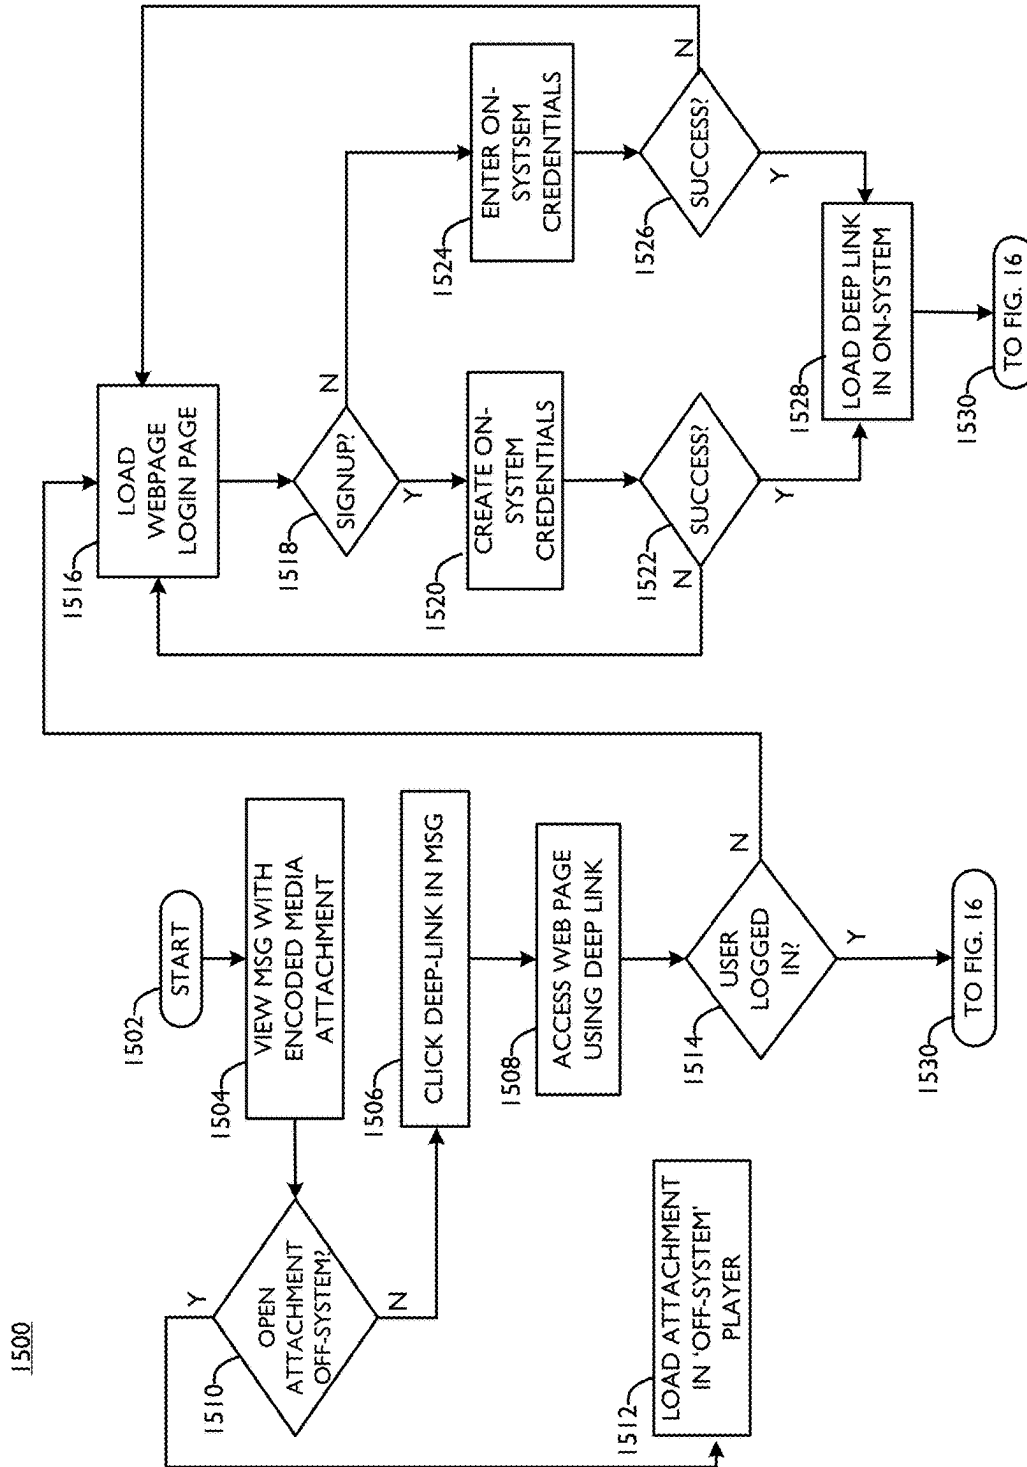 1500
1502
START
1504
VIEW MSG WITH
ENCODED MEDIA
ATTACHMENT
1510
OPEN
ATTACHMENT
OFF-SYSTEM?
Y
N
1506
CLICK DEEP-LINK IN MSG
1508
ACCESS WEB PAGE
USING DEEP LINK
1512
LOAD ATTACHMENT
IN 'OFF-SYSTEM'
PLAYER
1514
USER
LOGGED
IN?
N
Y
1530
TO FIG. 16
1516
LOAD
WEBPAGE
LOGIN PAGE
1518
SIGNUP?
N
Y
1520
CREATE ON-
SYSTEM
CREDENTIALS
1524
ENTER ON-
SYSTSEM
CREDENTIALS
1522
SUCCESS?
N
Y
1526
SUCCESS?
N
Y
1528
LOAD DEEP LINK
IN ON-SYSTEM
1530
TO FIG. 16